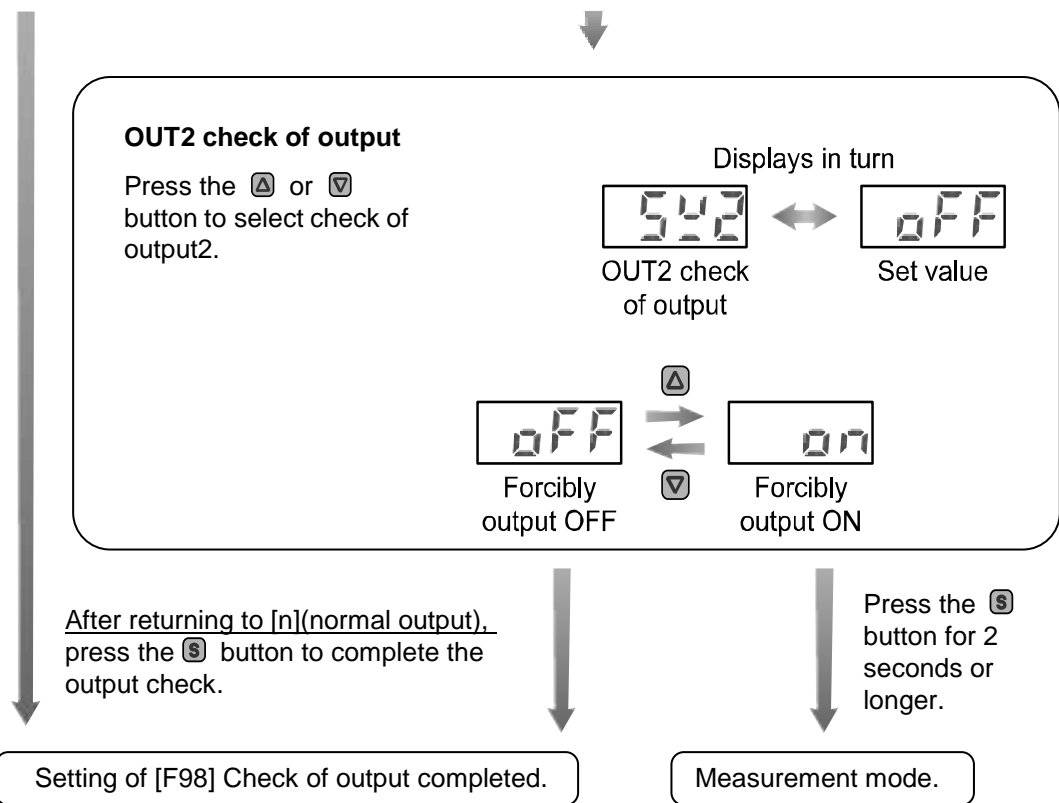 OUT2 check of output
Press the △ or ▽
button to select check of
output2.
Displays in turn
SW2
oFF
OUT2 check
of output
Set value
△
oFF
on
▽
Forcibly
output OFF
Forcibly
output ON
After returning to [n](normal output),
press the S button to complete the
output check.
Press the S
button for 2
seconds or
longer.
Setting of [F98] Check of output completed.
Measurement mode.